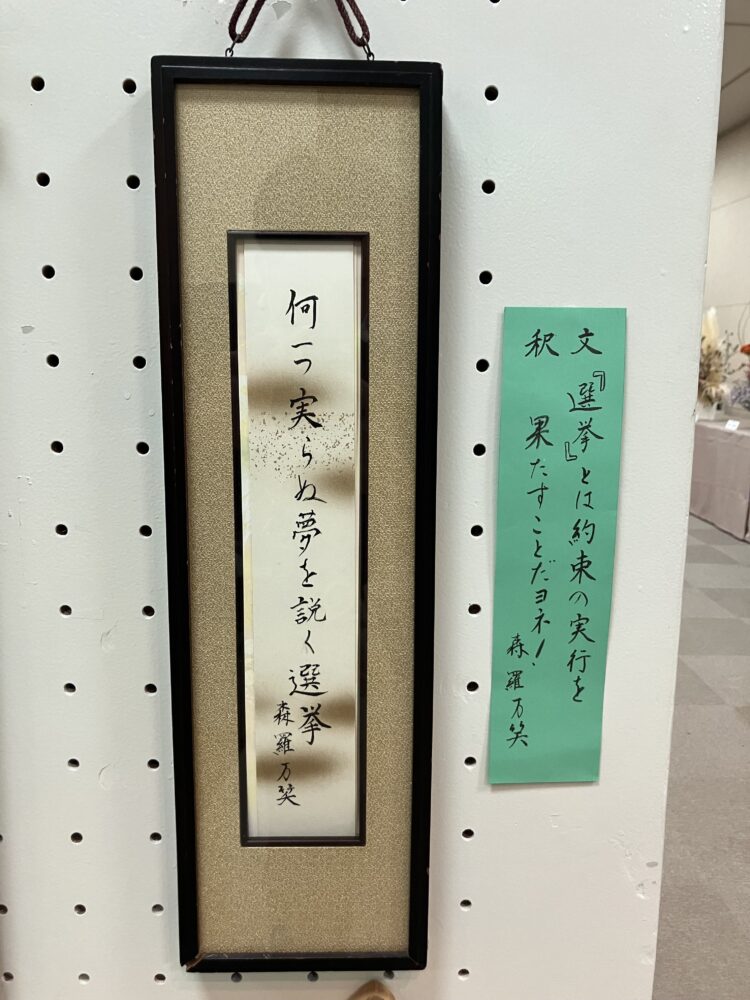 何一つ実らぬ夢を説く選挙
森羅万笑
釈文
『選挙』とは約束の実行を
果たすことだヨネ!
森羅万笑